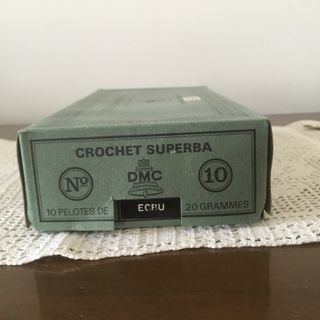 CROCHET SUPERBA
Nº DMC 10
10 PELOTES DE ECRU 20 GRAMMES